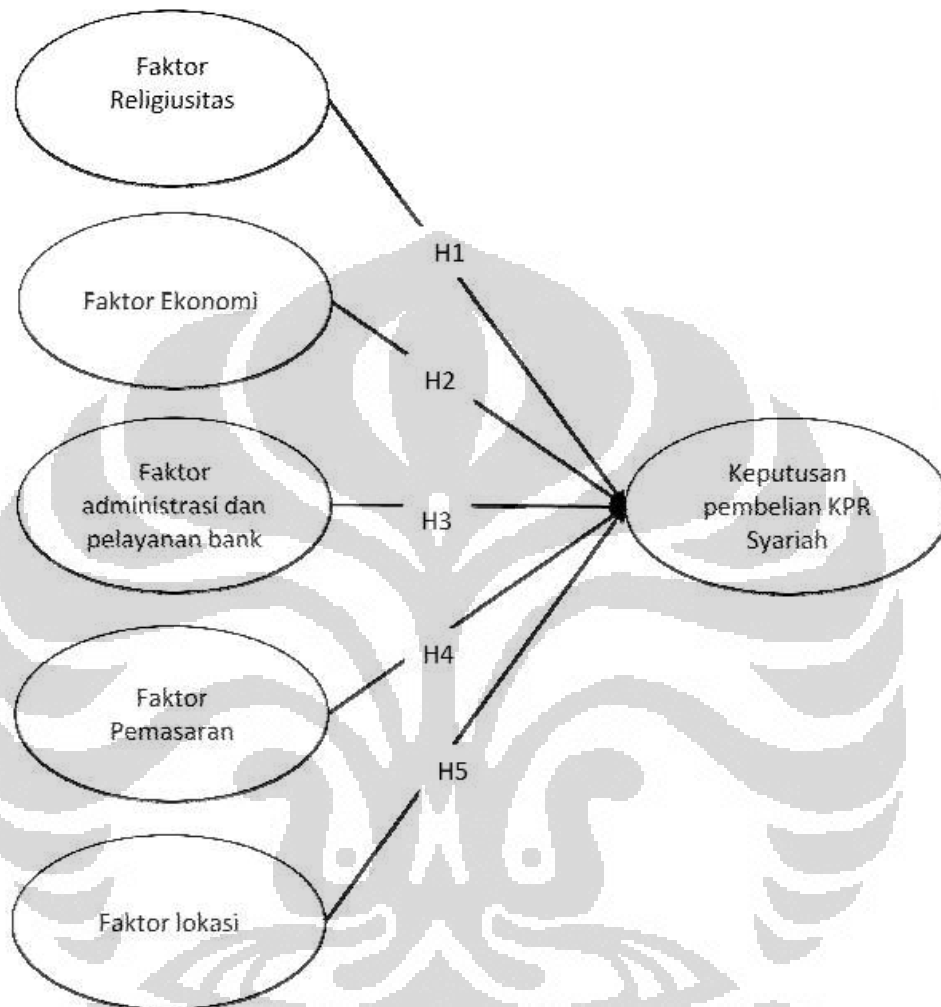 Faktor
Religiusitas
H1
Faktor Ekonomi
H2
Faktor
administrasi dan
pelayanan bank
H3
Keputusan
pembelian KPR
Syariah
H4
Faktor
Pemasaran
H5
Faktor lokasi